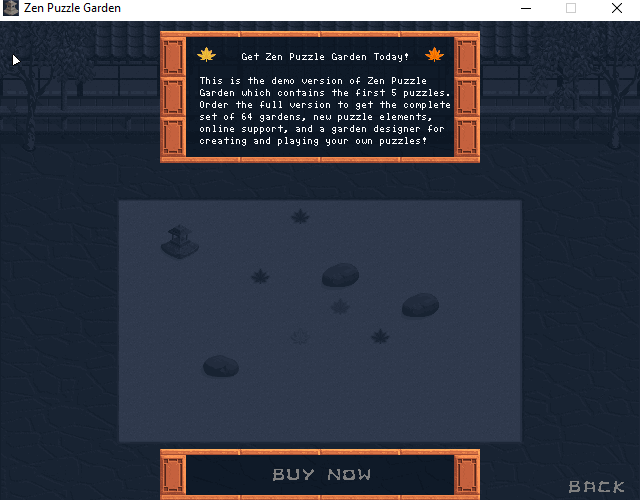 Zen Puzzle Garden
Get Zen Puzzle Garden Today!
This is the demo version of Zen Puzzle
Garden which contains the first 5 puzzles.
Order the full version to get the complete
set of 64 gardens, new puzzle elements,
online support, and a garden designer for
creating and playing your own puzzles!
BUY NOW
BACK